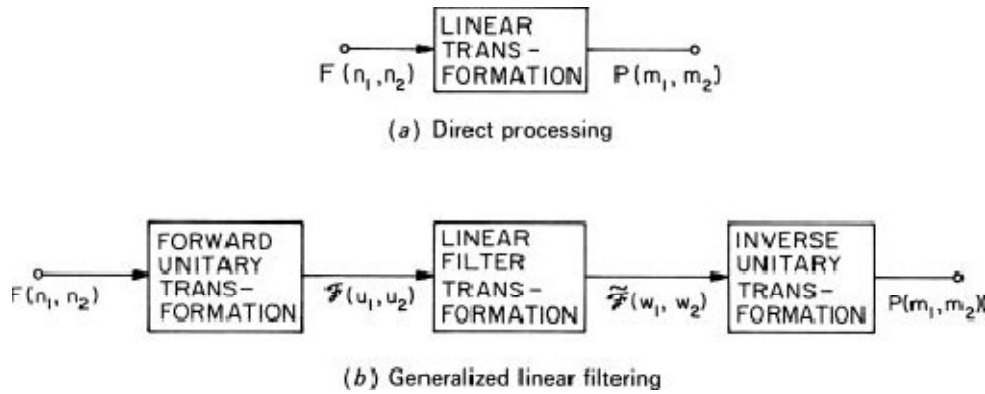 LINEAR
TRANS-
FORMATION
F(n₁,n₂)
P(m₁, m₂)
(a) Direct processing
FORWARD
UNITARY
TRANS-
FORMATION
LINEAR
FILTER
TRANS-
FORMATION
INVERSE
UNITARY
TRANS-
FORMATION
F(n₁, n₂)
ℱ(u₁,u₂)
ℱ̃(w₁, w₂)
P(m₁,m₂)
(b) Generalized linear filtering